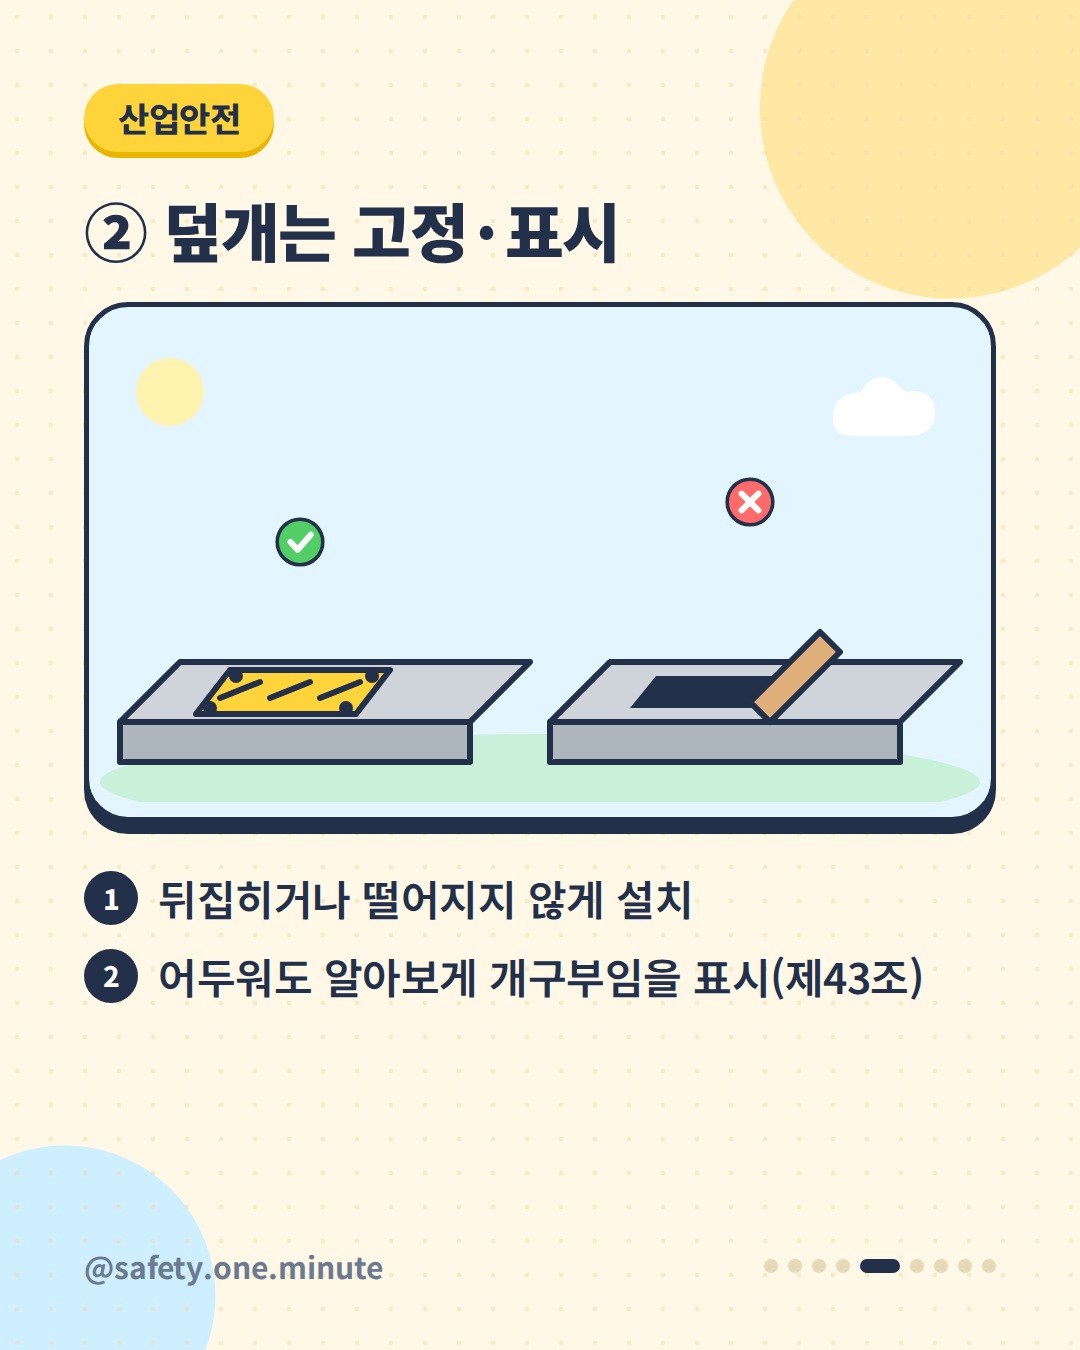 산업안전
② 덮개는 고정·표시
1 뒤집히거나 떨어지지 않게 설치
2 어두워도 알아보게 개구부임을 표시(제43조)
@safety.one.minute